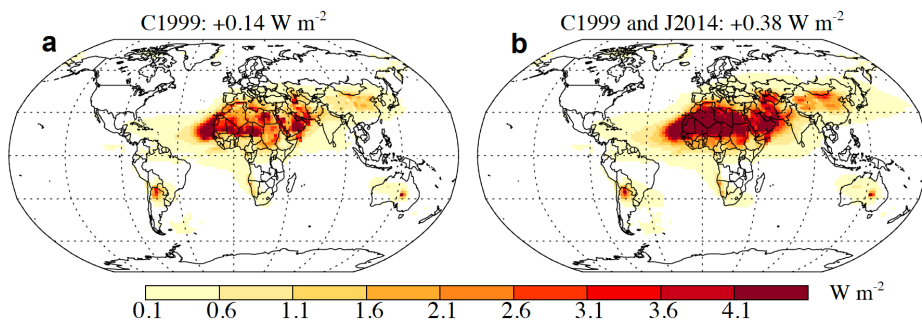 a
C1999: +0.14 W m-2
b
C1999 and J2014: +0.38 W m-2
0.1 0.6 1.1 1.6 2.1 2.6 3.1 3.6 4.1
W m-2